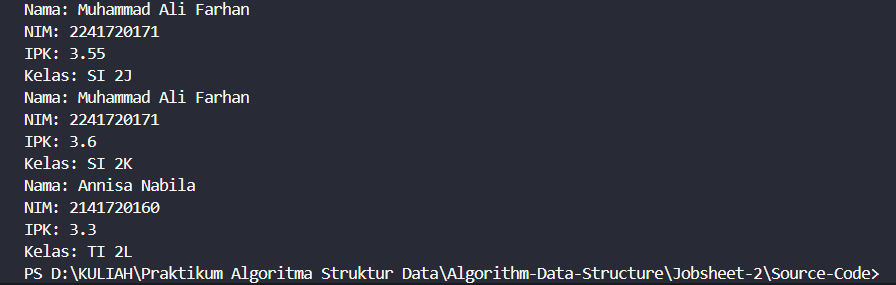 Nama: Muhammad Ali Farhan
NIM: 2241720171
IPK: 3.55
Kelas: SI 2J
Nama: Muhammad Ali Farhan
NIM: 2241720171
IPK: 3.6
Kelas: SI 2K
Nama: Annisa Nabila
NIM: 2141720160
IPK: 3.3
Kelas: TI 2L
PS D:\KULIAH\Praktikum Algoritma Struktur Data\Algorithm-Data-Structure\Jobsheet-2\Source-Code>